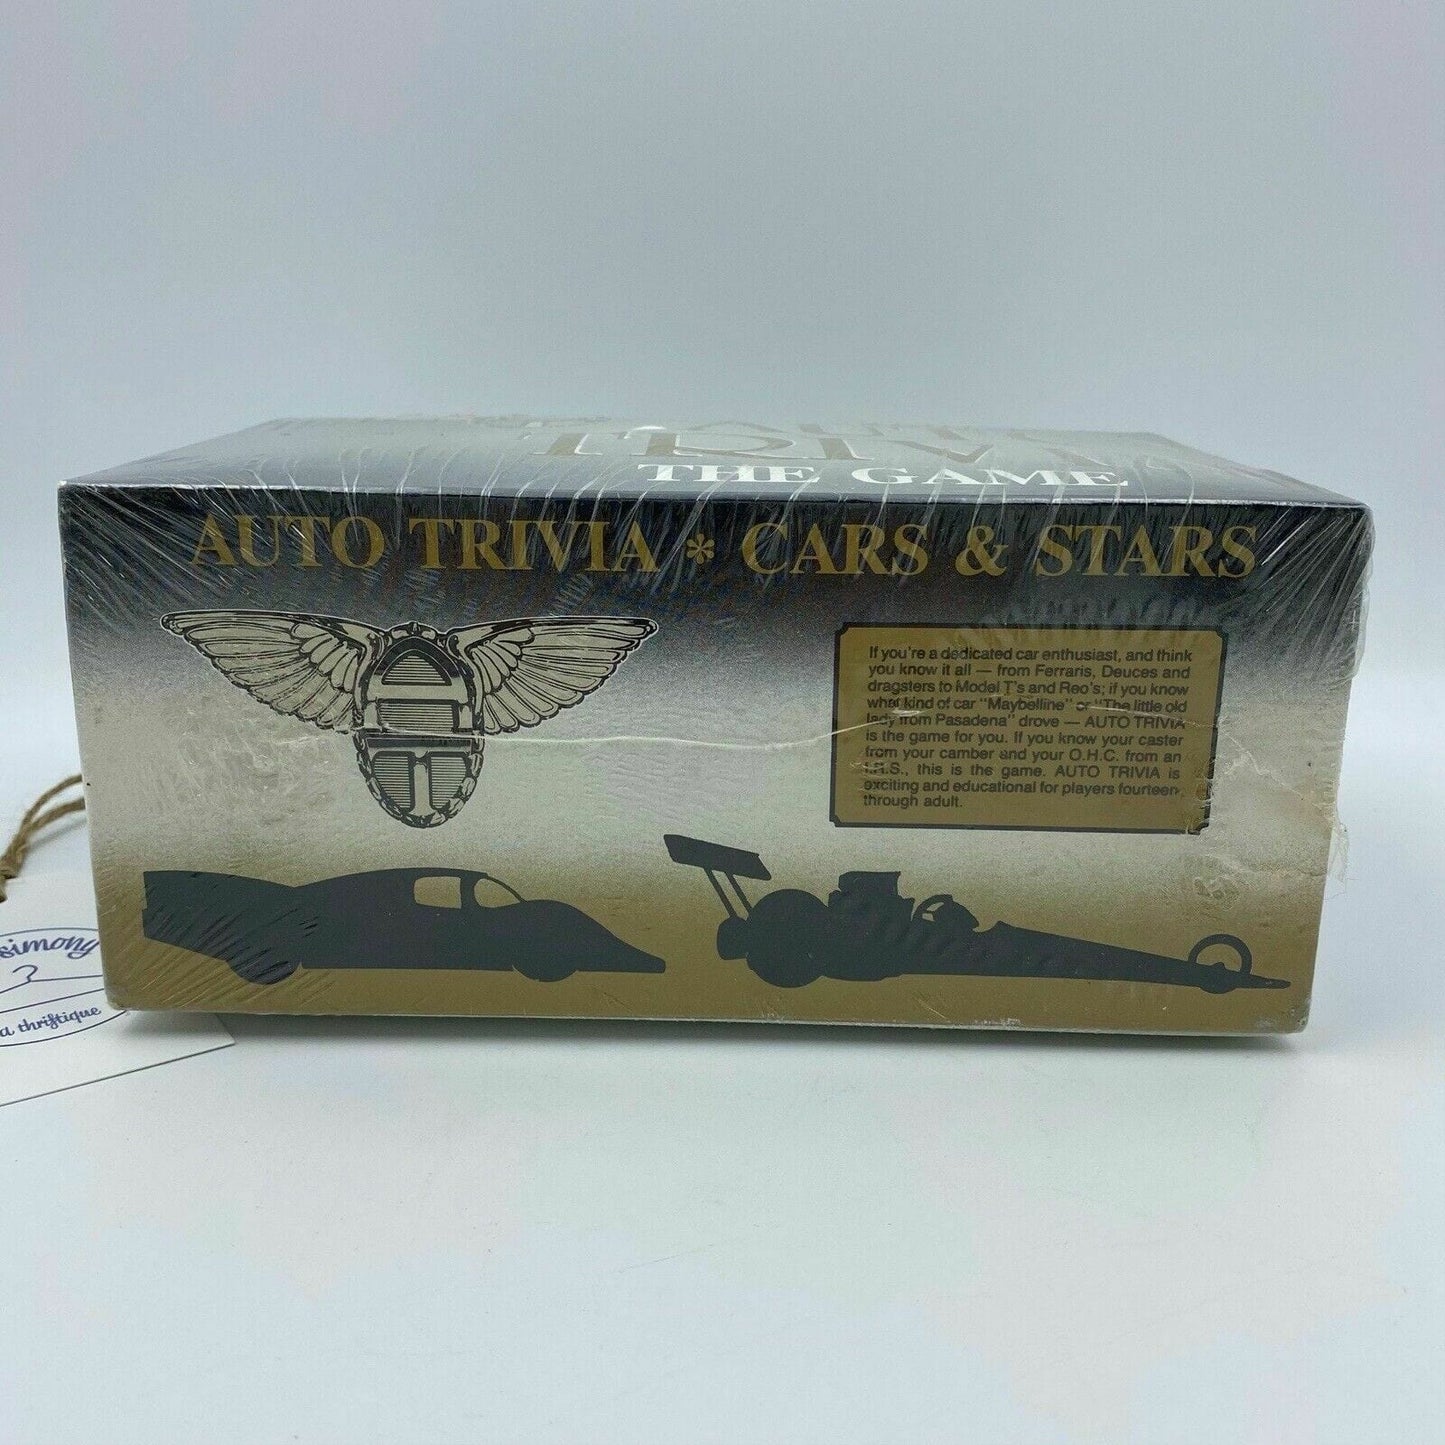 AUTO
TRIVIA
THE GAME
AUTO TRIVIA * CARS & STARS
If you're a dedicated car enthusiast, and think
you know it all — from Ferraris, Deuces and
dragsters to Model T's and Reo's; if you know
what kind of car "Maybelline" or "The little old
lady from Pasadena" drove — AUTO TRIVIA
is the game for you. If you know your caster
from your camber and your O.H.C. from an
I.R.S., this is the game. AUTO TRIVIA is
exciting and educational for players fourteen
through adult.
simony
a thriftique